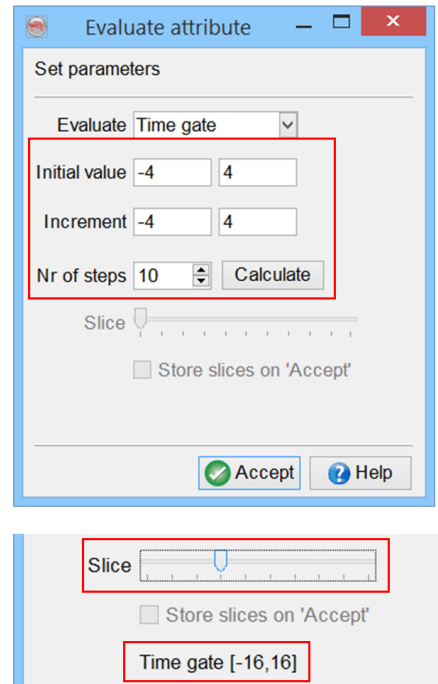 Evaluate attribute
Set parameters
Evaluate Time gate
Initial value -4 4
Increment -4 4
Nr of steps 10 Calculate
Slice
Store slices on 'Accept'
Accept Help
Slice
Store slices on 'Accept'
Time gate [-16,16]